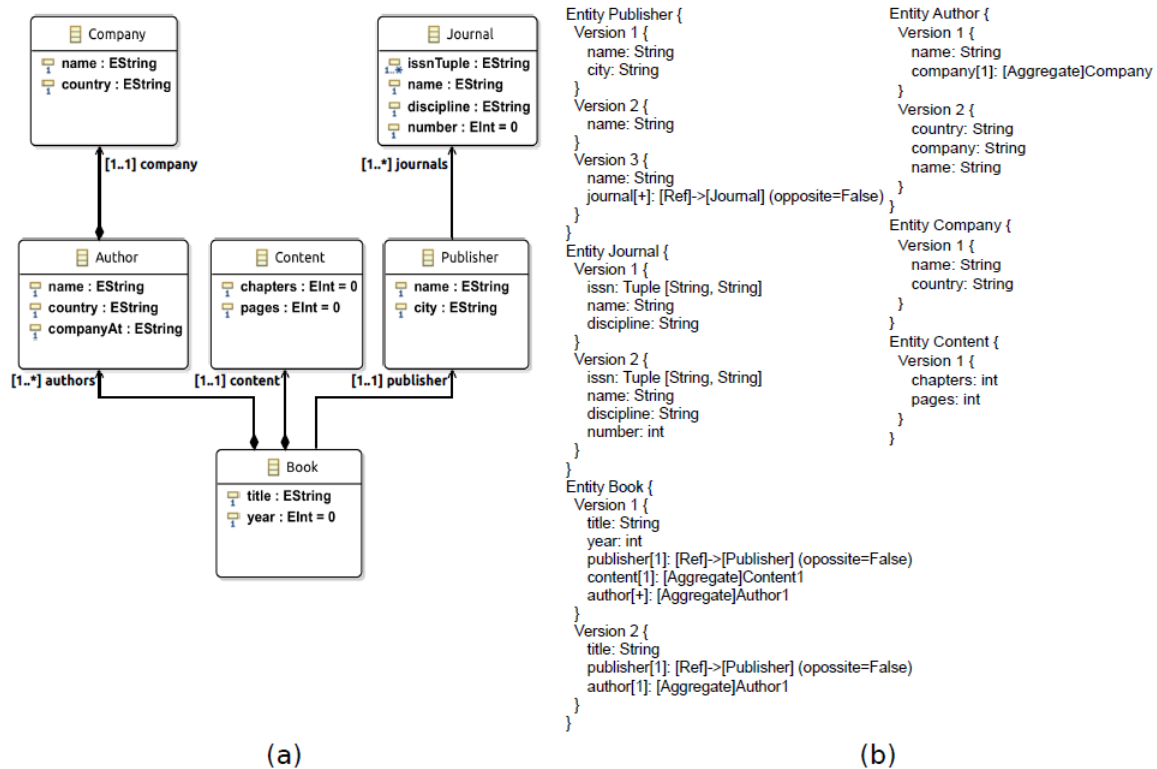 Company
name : EString
country : EString
Journal
issnTuple : EString
name : EString
discipline : EString
number : EInt = 0
[1..1] company
[1..*] journals
Author
name : EString
country : EString
companyAt : EString
Content
chapters : EInt = 0
pages : EInt = 0
Publisher
name : EString
city : EString
[1..*] authors
[1..1] content
[1..1] publisher
Book
title : EString
year : EInt = 0
(a)
Entity Publisher {
Version 1 {
name: String
city: String
}
Version 2 {
name: String
}
Version 3 {
name: String
journal[+]: [Ref]->[Journal] (opposite=False)
}
}
Entity Journal {
Version 1 {
issn: Tuple [String, String]
name: String
discipline: String
}
Version 2 {
issn: Tuple [String, String]
name: String
discipline: String
number: int
}
}
Entity Book {
Version 1 {
title: String
year: int
publisher[1]: [Ref]->[Publisher] (opossite=False)
content[1]: [Aggregate]Content1
author[+]: [Aggregate]Author1
}
Version 2 {
title: String
publisher[1]: [Ref]->[Publisher] (opossite=False)
author[1]: [Aggregate]Author1
}
}
Entity Author {
Version 1 {
name: String
company[1]: [Aggregate]Company
}
Version 2 {
country: String
company: String
name: String
}
}
Entity Company {
Version 1 {
name: String
country: String
}
}
Entity Content {
Version 1 {
chapters: int
pages: int
}
}
(b)